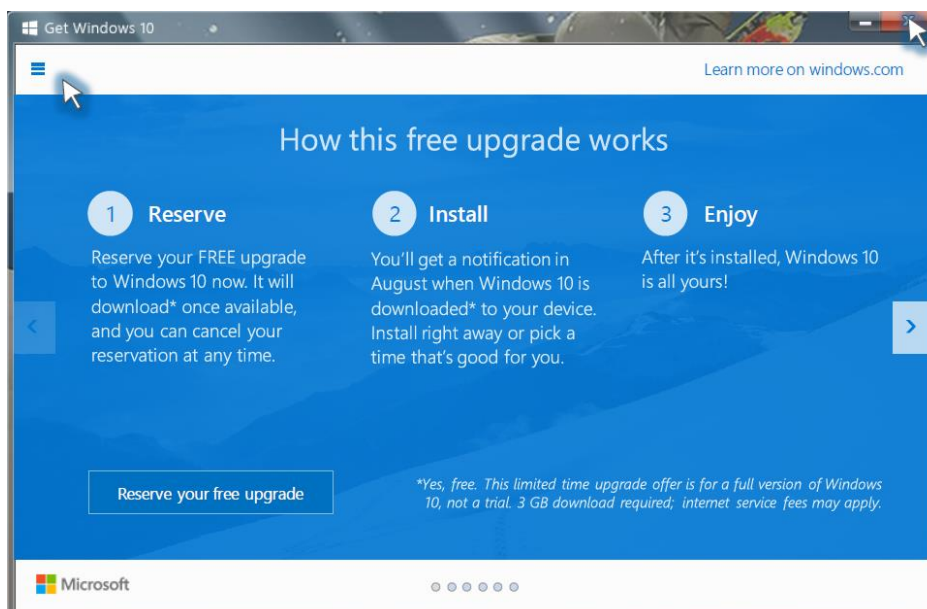 Get Windows 10
Learn more on windows.com
How this free upgrade works
1 Reserve
Reserve your FREE upgrade
to Windows 10 now. It will
download* once available,
and you can cancel your
reservation at any time.
2 Install
You'll get a notification in
August when Windows 10 is
downloaded* to your device.
Install right away or pick a
time that's good for you.
3 Enjoy
After it's installed, Windows 10
is all yours!
Reserve your free upgrade
*Yes, free. This limited time upgrade offer is for a full version of Windows
10, not a trial. 3 GB download required; internet service fees may apply.
Microsoft